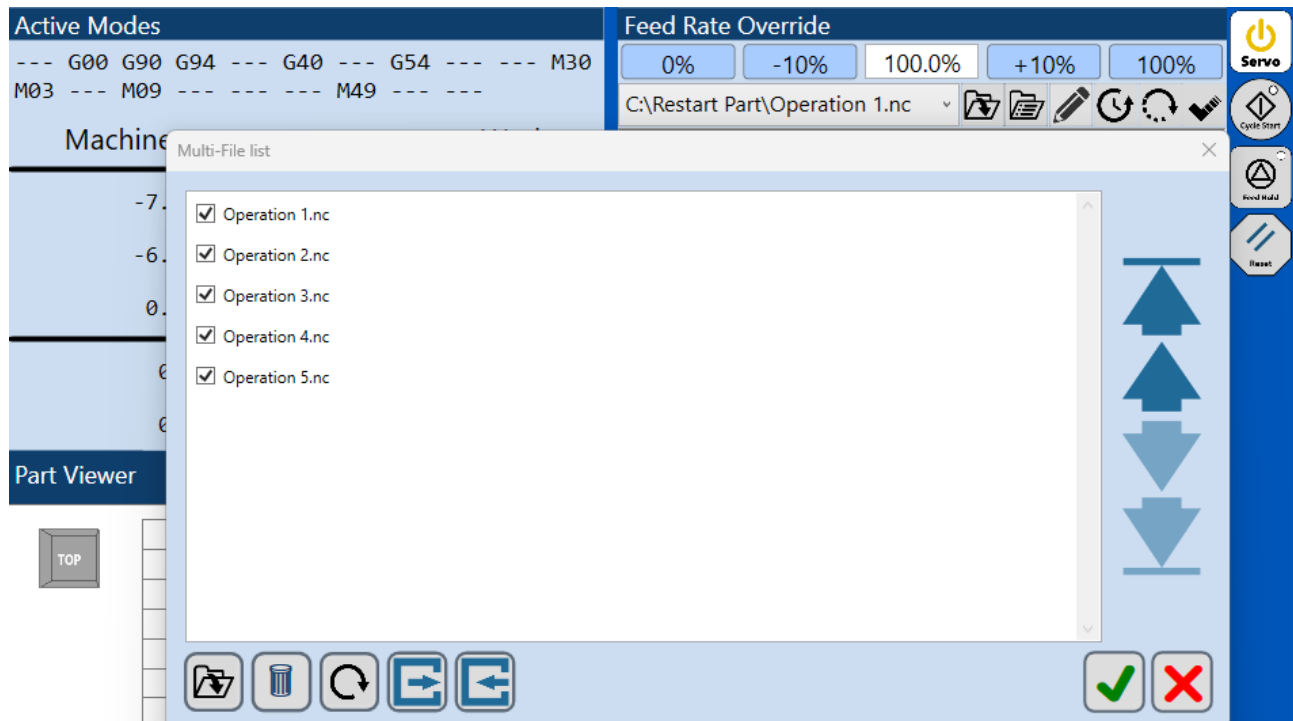 Active Modes
--- G00 G90 G94 --- G40 --- G54 --- --- M30
M03 --- M09 --- --- --- M49 --- ---
Machine
-7.
-6.
0.
0
0
Part Viewer
TOP
Feed Rate Override
0% -10% 100.0% +10% 100%
C:\Restart Part\Operation 1.nc
Multi-File list
Operation 1.nc
Operation 2.nc
Operation 3.nc
Operation 4.nc
Operation 5.nc
Servo
Cycle Start
Feed Hold
Reset